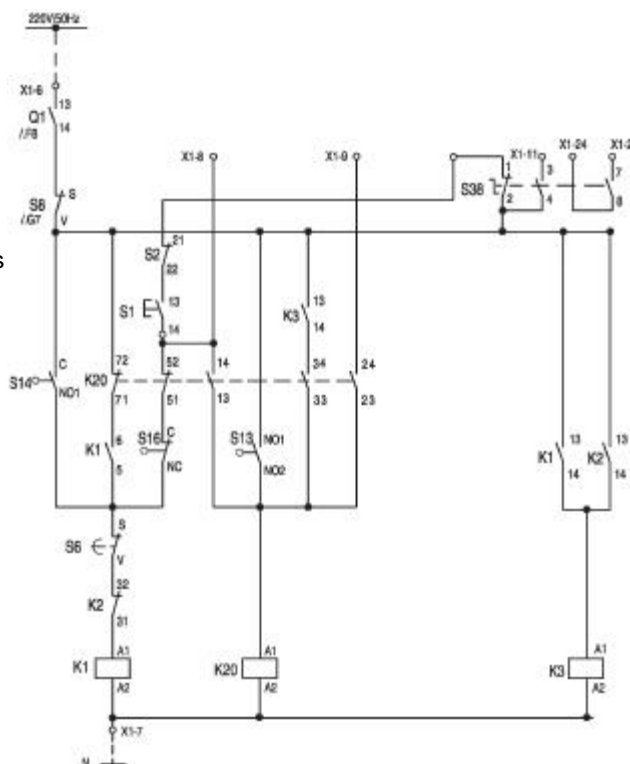 220V/50Hz
X1-6
13
Q1
/.F8
14
X1-8
X1-9
1
X1-11
3
X1-24
X1-2
7
S38
2
4
8
S
S8
/.G7
V
s
21
S2
22
13
S1
14
13
K3
14
C
S14
NO1
72
K20
71
52
51
14
13
34
33
24
23
6
K1
5
C
S16
NC
NO1
S13
NO2
13
K1
14
13
K2
14
S
S6
V
32
K2
31
A1
K1
A2
A1
K20
A2
A1
K3
A2
X1-7
N